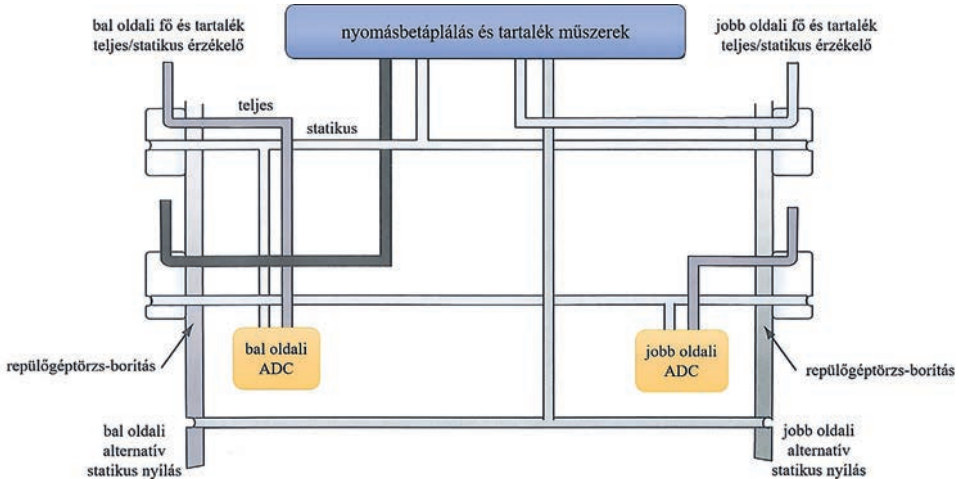 bal oldali fő és tartalék
teljes/statikus érzékelő
nyomásbetáplálás és tartalék műszerek
jobb oldali fő és tartalék
teljes/statikus érzékelő
teljes
statikus
bal oldali
ADC
jobb oldali
ADC
repülőgéptörzs-borítás
repülőgéptörzs-borítás
bal oldali
alternatív
statikus nyílás
jobb oldali
alternatív
statikus nyílás